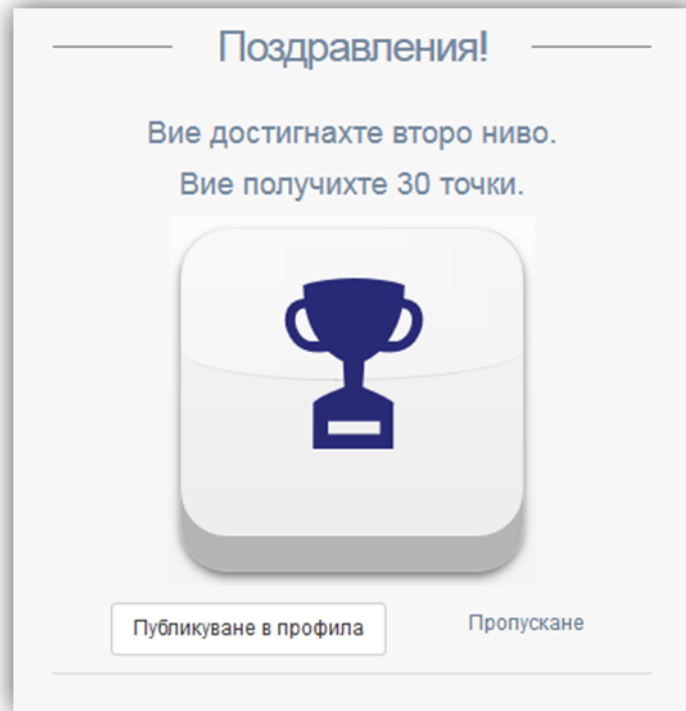 Поздравления!
Вие достигнахте второ ниво.
Вие получихте 30 точки.
Публикуване в профила
Пропускане